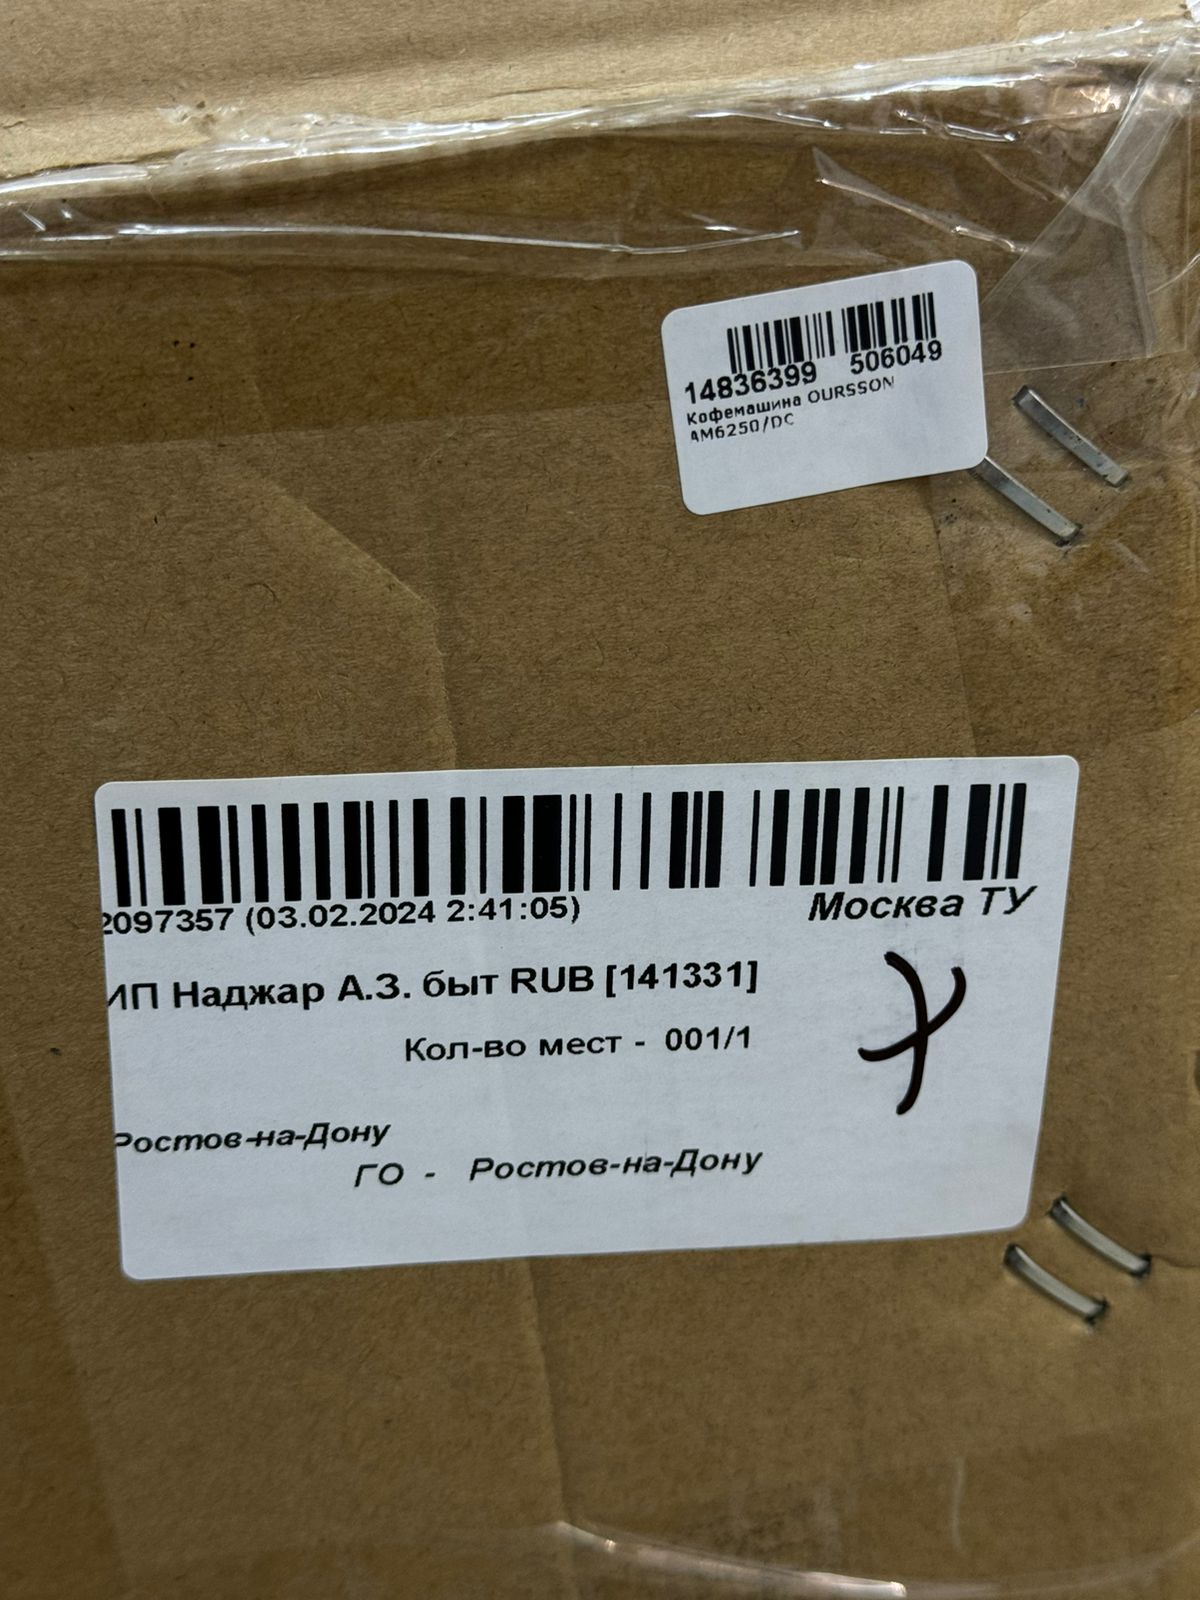 14836399 506049
Кофемашина OURSSON
AM6250/DC
2097357 (03.02.2024 2:41:05)
Москва ТУ
ИП Наджар А.З. быт RUB [141331]
Кол-во мест - 001/1
Ростов-на-Дону
ГО - Ростов-на-Дону